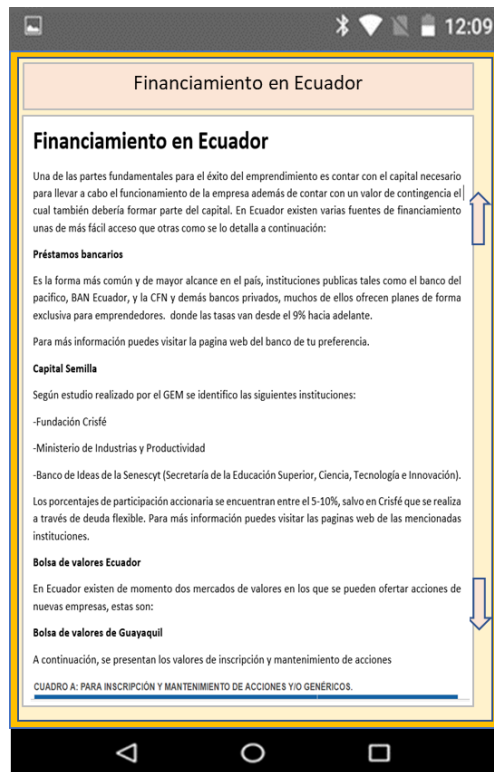 12:09
Financiamiento en Ecuador
Financiamiento en Ecuador
Una de las partes fundamentales para el éxito del emprendimiento es contar con el capital necesario
para llevar a cabo el funcionamiento de la empresa además de contar con un valor de contingencia el
cual también debería formar parte del capital. En Ecuador existen varias fuentes de financiamiento
unas de más fácil acceso que otras como se lo detalla a continuación:
Préstamos bancarios
Es la forma más común y de mayor alcance en el país, instituciones publicas tales como el banco del
pacifico, BAN Ecuador, y la CFN y demás bancos privados, muchos de ellos ofrecen planes de forma
exclusiva para emprendedores. donde las tasas van desde el 9% hacia adelante.
Para más información puedes visitar la pagina web del banco de tu preferencia.
Capital Semilla
Según estudio realizado por el GEM se identifico las siguientes instituciones:
-Fundación Crisfé
-Ministerio de Industrias y Productividad
-Banco de Ideas de la Senescyt (Secretaría de la Educación Superior, Ciencia, Tecnología e Innovación).
Los porcentajes de participación accionaria se encuentran entre el 5-10%, salvo en Crisfé que se realiza
a través de deuda flexible. Para más información puedes visitar las paginas web de las mencionadas
instituciones.
Bolsa de valores Ecuador
En Ecuador existen de momento dos mercados de valores en los que se pueden ofertar acciones de
nuevas empresas, estas son:
Bolsa de valores de Guayaquil
A continuación, se presentan los valores de inscripción y mantenimiento de acciones
CUADRO A: PARA INSCRIPCIÓN Y MANTENIMIENTO DE ACCIONES Y/O GENÉRICOS.